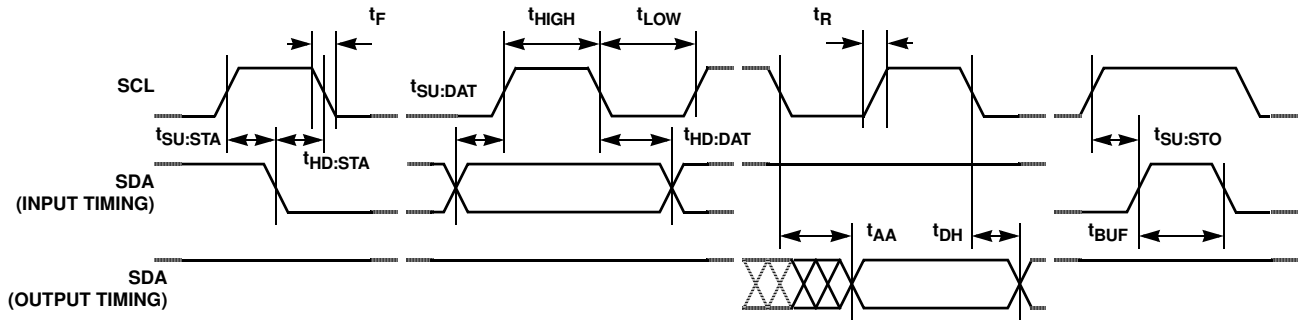 tF
tHIGH
tLOW
tR
SCL
tSU:DAT
tSU:STA
tHD:STA
tHD:DAT
tSU:STO
SDA
(INPUT TIMING)
tAA
tDH
tBUF
SDA
(OUTPUT TIMING)